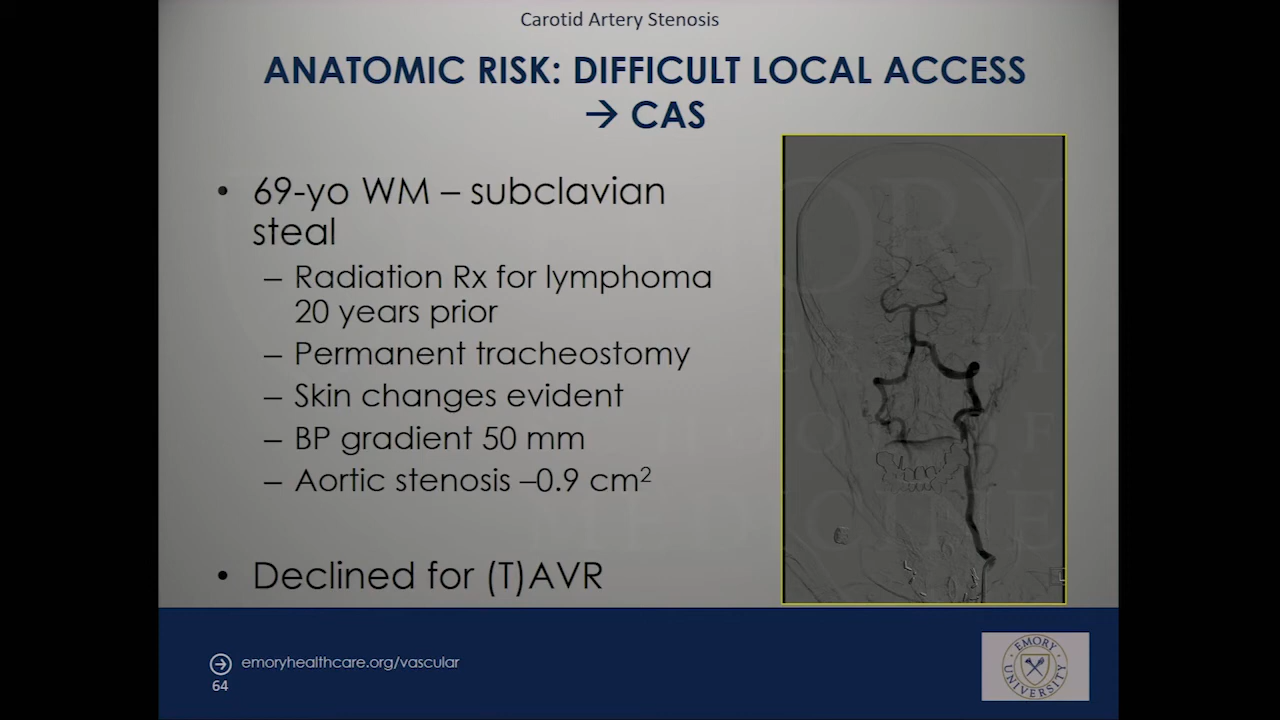 Carotid Artery Stenosis
ANATOMIC RISK: DIFFICULT LOCAL ACCESS
→ CAS
• 69-yo WM – subclavian
steal
– Radiation Rx for lymphoma
20 years prior
– Permanent tracheostomy
– Skin changes evident
– BP gradient 50 mm
– Aortic stenosis –0.9 cm²
• Declined for (T)AVR
emoryhealthcare.org/vascular
64
EMORY
UNIVERSITY